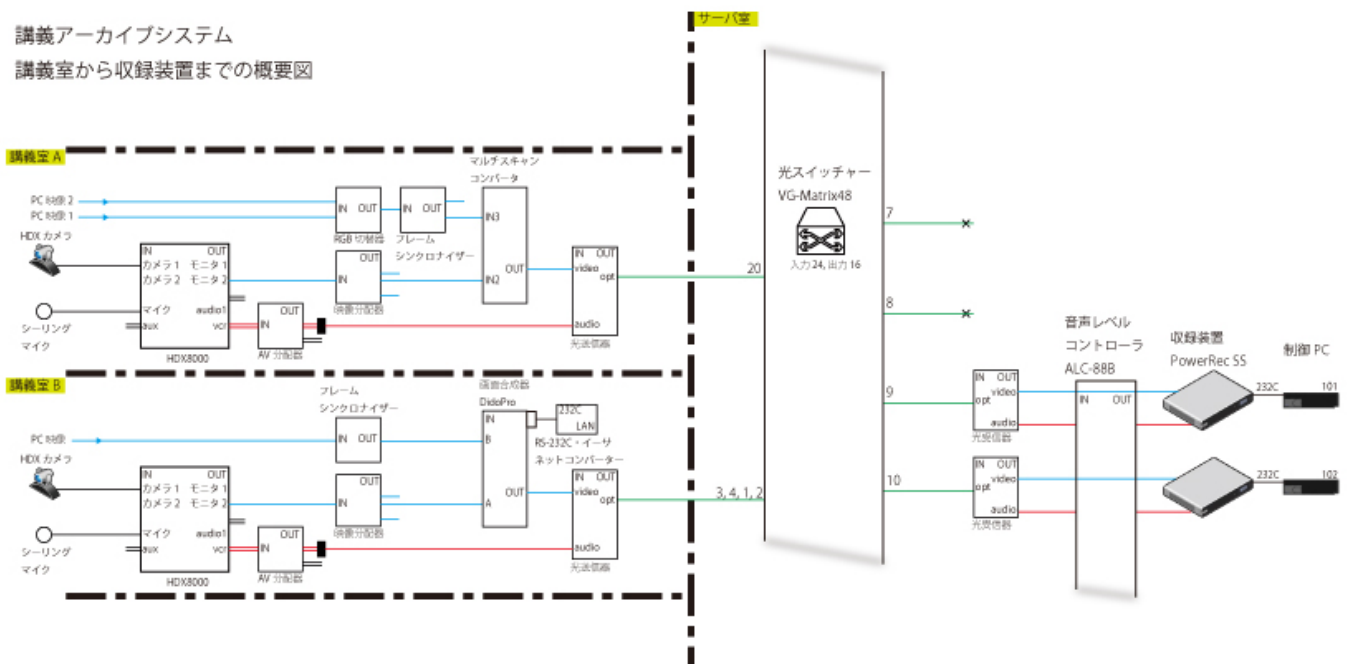 講義アーカイブシステム
講義室から収録装置までの概要図
サーバ室
講義室 A
マルチスキャン
コンバータ
PC 映像 2
PC 映像 1
IN OUT
RGB 切替器
IN OUT
フレーム
シンクロナイザー
IN3
IN2
OUT
HDX カメラ
IN OUT
カメラ 1 モニタ 1
カメラ 2 モニタ 2
マイク audio1
aux vcr
HDX8000
シーリング
マイク
OUT
IN
映像分配器
OUT
IN
AV 分配器
IN OUT
video
opt
audio
光送信器
20
講義室 B
フレーム
シンクロナイザー
IN OUT
画面合成器
DidoPro
IN
B
A
OUT
232C
LAN
RS-232C・イーサ
ネットコンバーター
PC 映像
HDX カメラ
IN OUT
カメラ 1 モニタ 1
カメラ 2 モニタ 2
マイク audio1
aux vcr
HDX8000
シーリング
マイク
OUT
IN
映像分配器
OUT
IN
AV 分配器
IN OUT
video
opt
audio
光送信器
3, 4, 1, 2
光スイッチャー
VG-Matrix48
入力 24, 出力 16
7
8
9
10
IN OUT
video
opt
audio
光受信器
IN OUT
video
opt
audio
光受信器
音声レベル
コントローラ
ALC-88B
IN OUT
収録装置
PowerRec SS
制御 PC
232C
101
232C
102